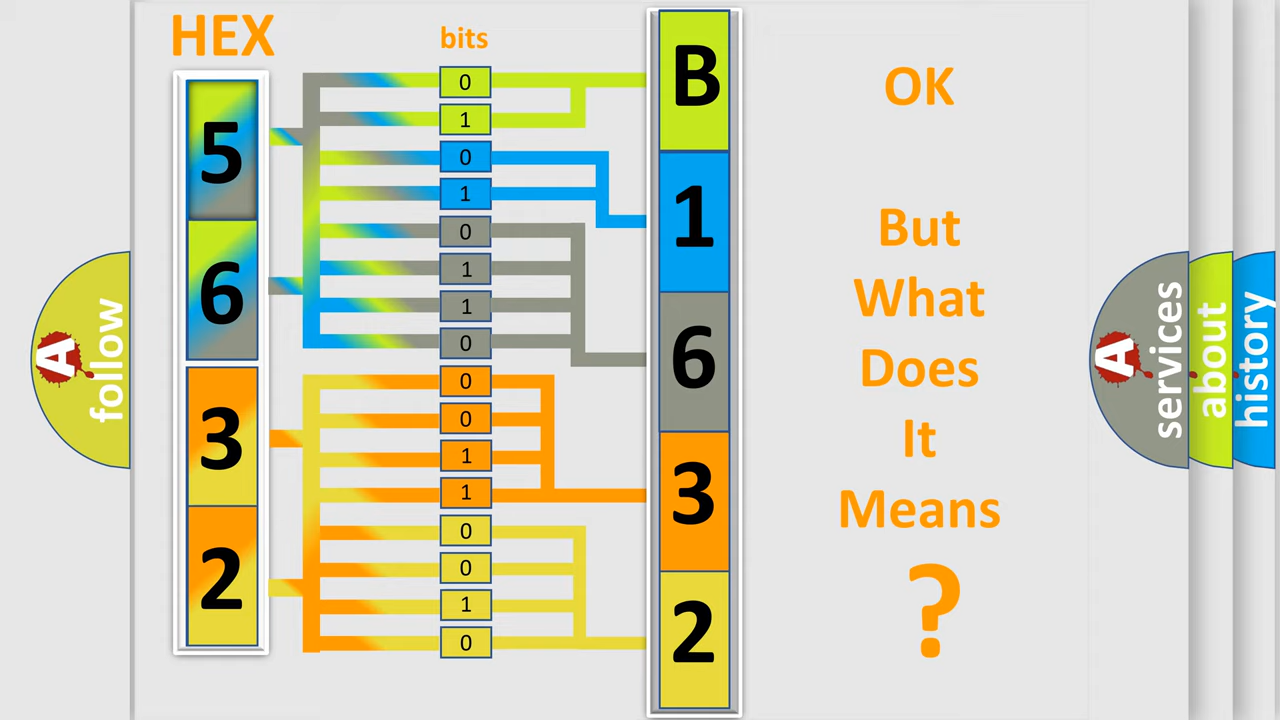 HEX
bits
5
6
3
2
0
1
0
1
0
1
1
0
0
0
1
1
0
0
1
0
B
1
6
3
2
OK
But
What
Does
It
Means
?
A
follow
A
services
about
history